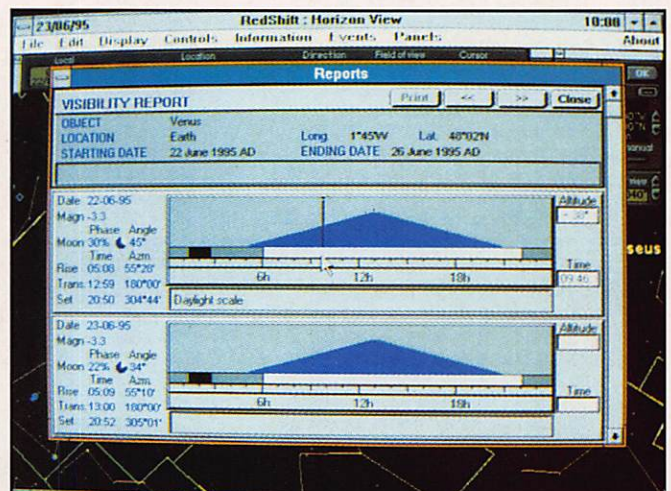 23/06/95 RedShift : Horizon View 10:00
File Edit Display Controls Information Events Panels About
Local Location Direction Field of view Cursor
Reports OK
VISIBILITY REPORT Print << >> Close
OBJECT Venus
LOCATION Earth Long. 1°45'W Lat. 48°02'N
STARTING DATE 22 June 1995 AD ENDING DATE 26 June 1995 AD
Date 22-06-95 Altitude
Magn -3.3
Phase Angle
Moon 30% 45°
Time Azm.
Rise 05:08 55°28' Time
Trans. 12:59 180°00' 6h 12h 18h 09:46
Set 20:50 304°44' Daylight scale
Date 23-06-95 Altitude
Magn -3.3
Phase Angle
Moon 22% 34°
Time Azm.
Rise 05:09 55°10' Time
Trans. 13:00 180°00' 6h 12h 18h
Set 20:52 305°01'
seus